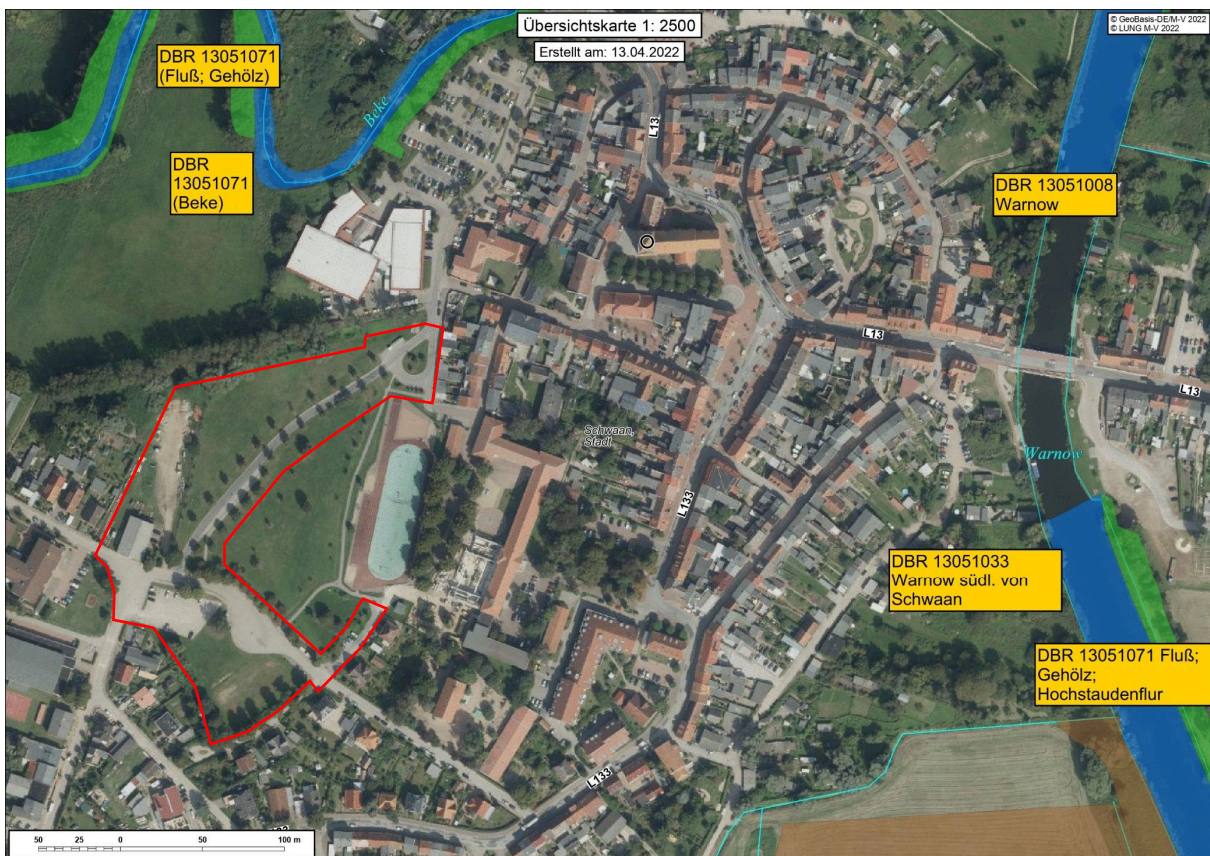 Übersichtskarte 1: 2500
Erstellt am: 13.04.2022
© GeoBasis-DE/M-V 2022
© LUNG M-V 2022
DBR 13051071
(Fluß; Gehölz)
Beke
L13
DBR
13051071
(Beke)
DBR 13051008
Warnow
L13
L13
Schwaan,
Stadt
Warnow
L133
DBR 13051033
Warnow südl. von
Schwaan
DBR 13051071 Fluß;
Gehölz;
Hochstaudenflur
L133
50 25 0 50 100 m